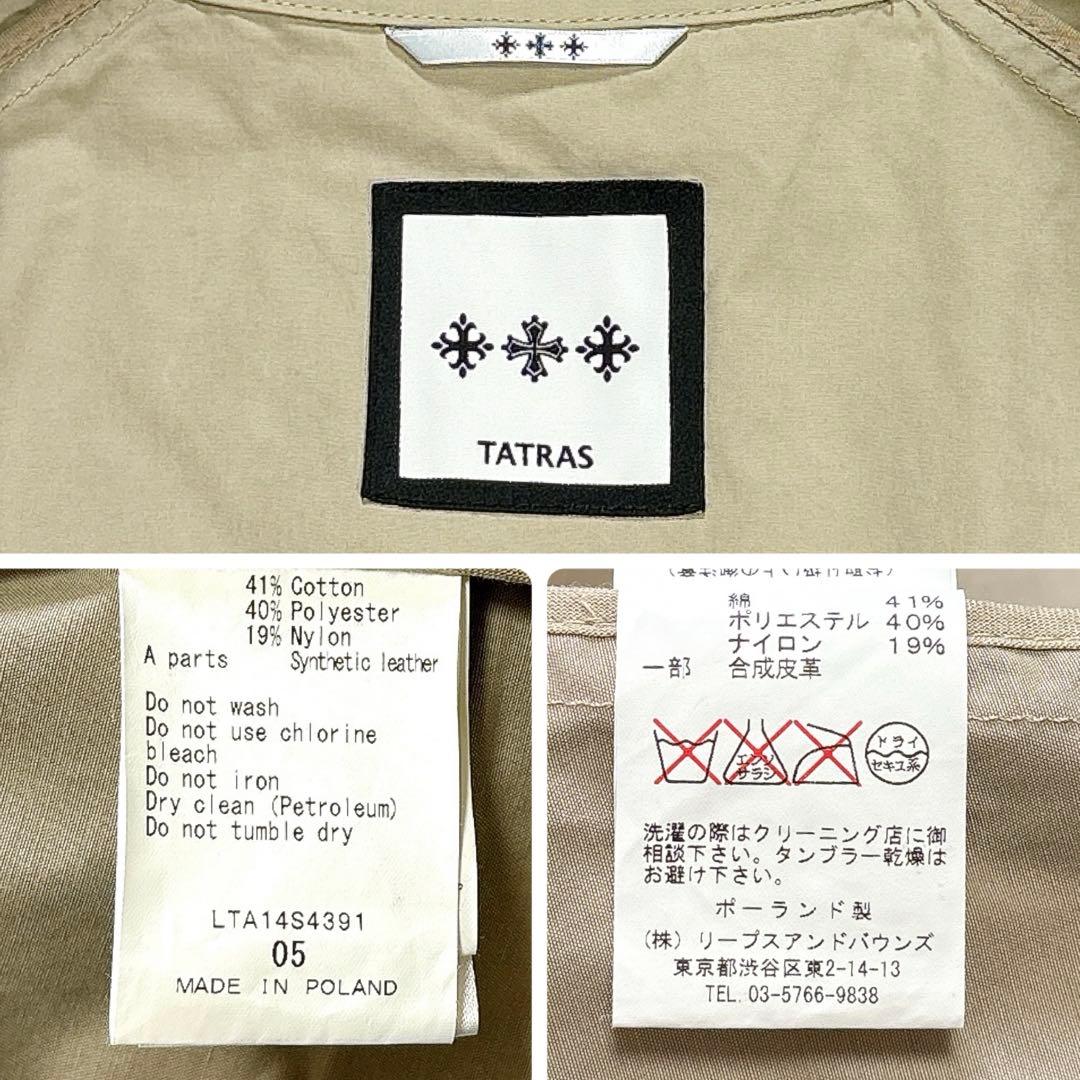 TATRAS
41% Cotton
40% Polyester
19% Nylon
A parts Synthetic leather
Do not wash
Do not use chlorine
bleach
Do not iron
Dry clean (Petroleum)
Do not tumble dry
LTA14S4391
05
MADE IN POLAND
綿 41%
ポリエステル 40%
ナイロン 19%
一部 合成皮革
エンソ
サラシ
ドライ
セキユ系
洗濯の際はクリーニング店に御
相談下さい。タンブラー乾燥は
お避け下さい。
ポーランド製
(株) リープスアンドバウンズ
東京都渋谷区東2-14-13
TEL. 03-5766-9838